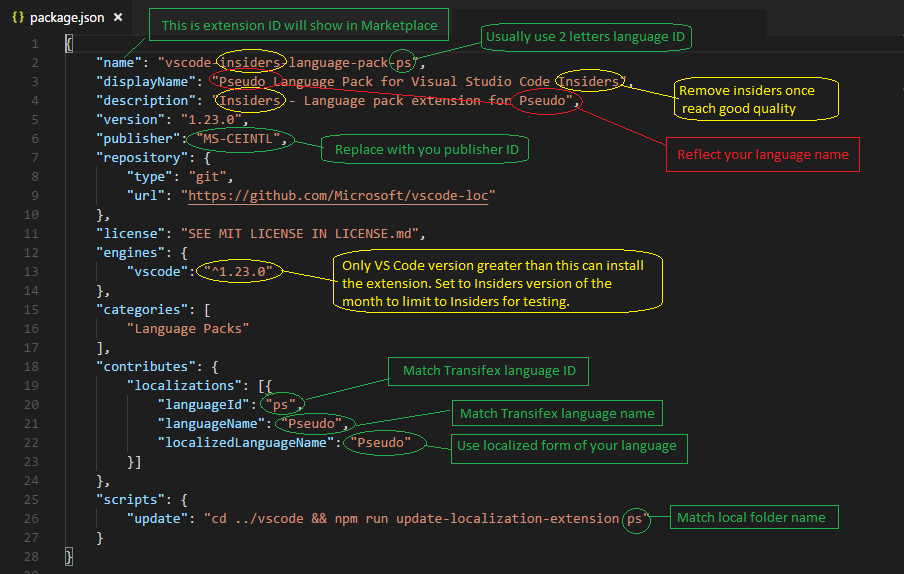 {} package.json ×
This is extension ID will show in Marketplace
1 {
2 "name": "vscode-insiders-language-pack-ps",
Usually use 2 letters language ID
3 "displayName": "Pseudo Language Pack for Visual Studio Code Insiders",
4 "description": "Insiders - Language pack extension for Pseudo",
Remove insiders once
reach good quality
5 "version": "1.23.0",
6 "publisher": "MS-CEINTL",
Replace with you publisher ID
Reflect your language name
7 "repository": {
8 "type": "git",
9 "url": "https://github.com/Microsoft/vscode-loc"
10 },
11 "license": "SEE MIT LICENSE IN LICENSE.md",
12 "engines": {
13 "vscode": "^1.23.0"
Only VS Code version greater than this can install
the extension. Set to Insiders version of the
month to limit to Insiders for testing.
14 },
15 "categories": [
16 "Language Packs"
17 ],
18 "contributes": {
Match Transifex language ID
19 "localizations": [{
20 "languageId": "ps",
21 "languageName": "Pseudo",
Match Transifex language name
22 "localizedLanguageName": "Pseudo"
Use localized form of your language
23 }]
24 },
25 "scripts": {
26 "update": "cd ../vscode && npm run update-localization-extension ps"
Match local folder name
27 }
28 }